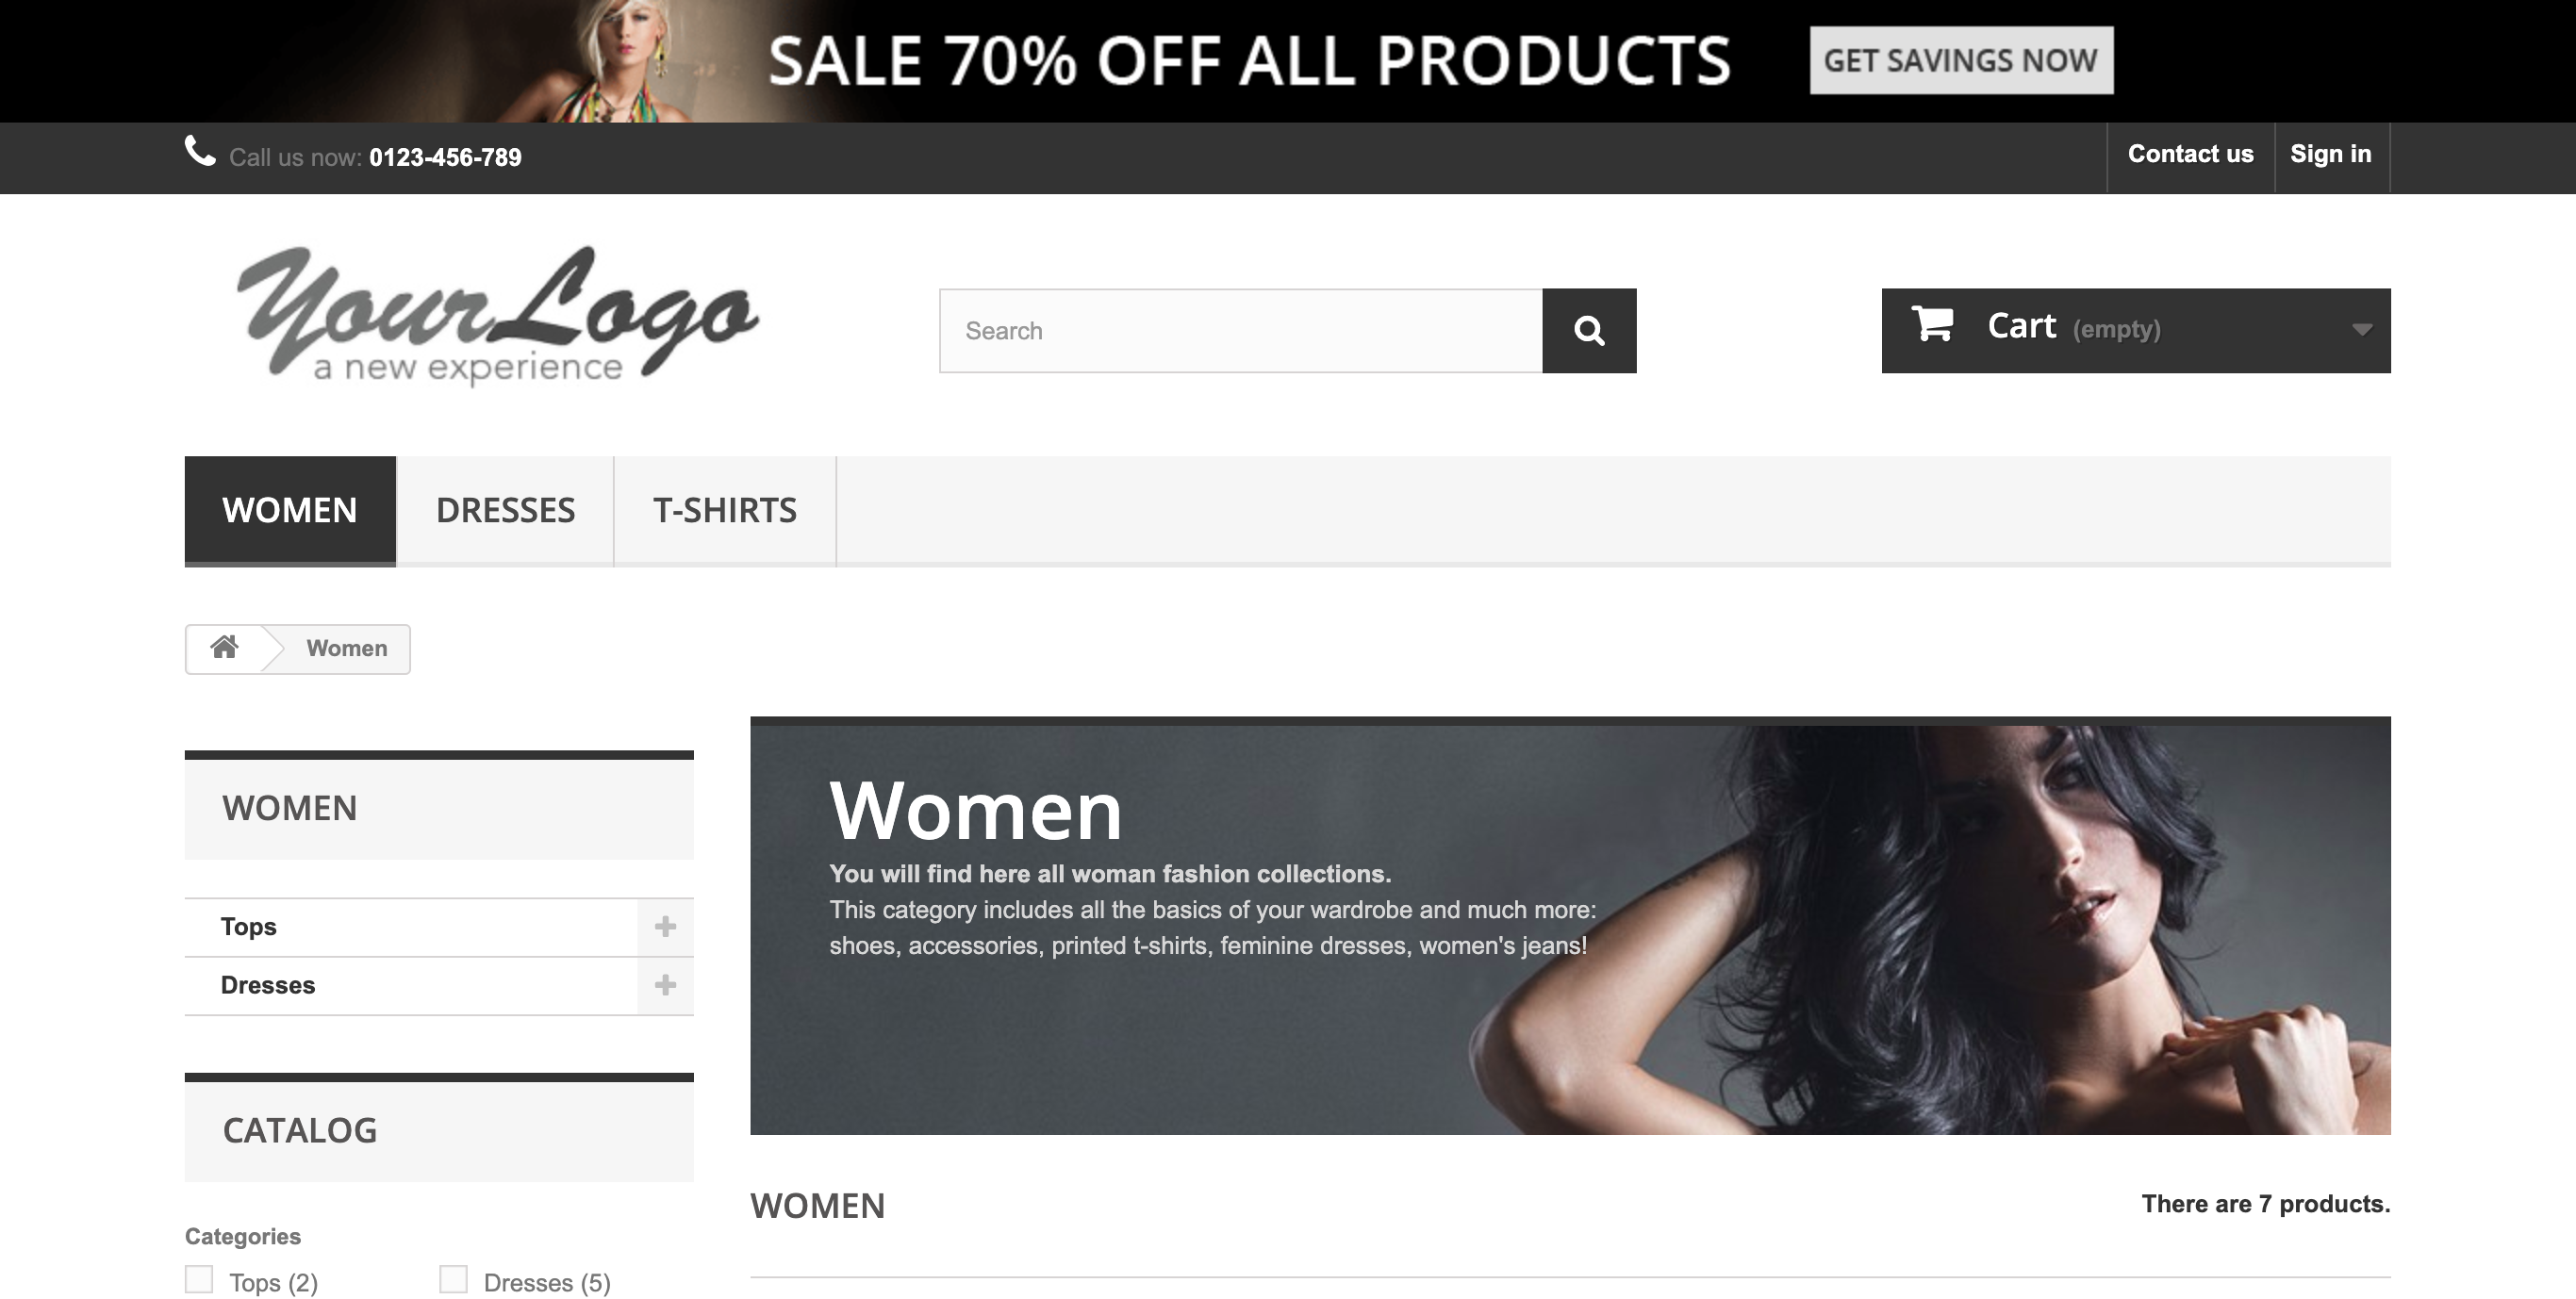 SALE 70% OFF ALL PRODUCTS
GET SAVINGS NOW
Call us now: 0123-456-789
Contact us
Sign in
YourLogo
a new experience
Search
Cart (empty)
WOMEN
DRESSES
T-SHIRTS
Women
WOMEN
Tops
Dresses
CATALOG
Categories
Tops (2)
Dresses (5)
Women
You will find here all woman fashion collections.
This category includes all the basics of your wardrobe and much more:
shoes, accessories, printed t-shirts, feminine dresses, women's jeans!
WOMEN
There are 7 products.